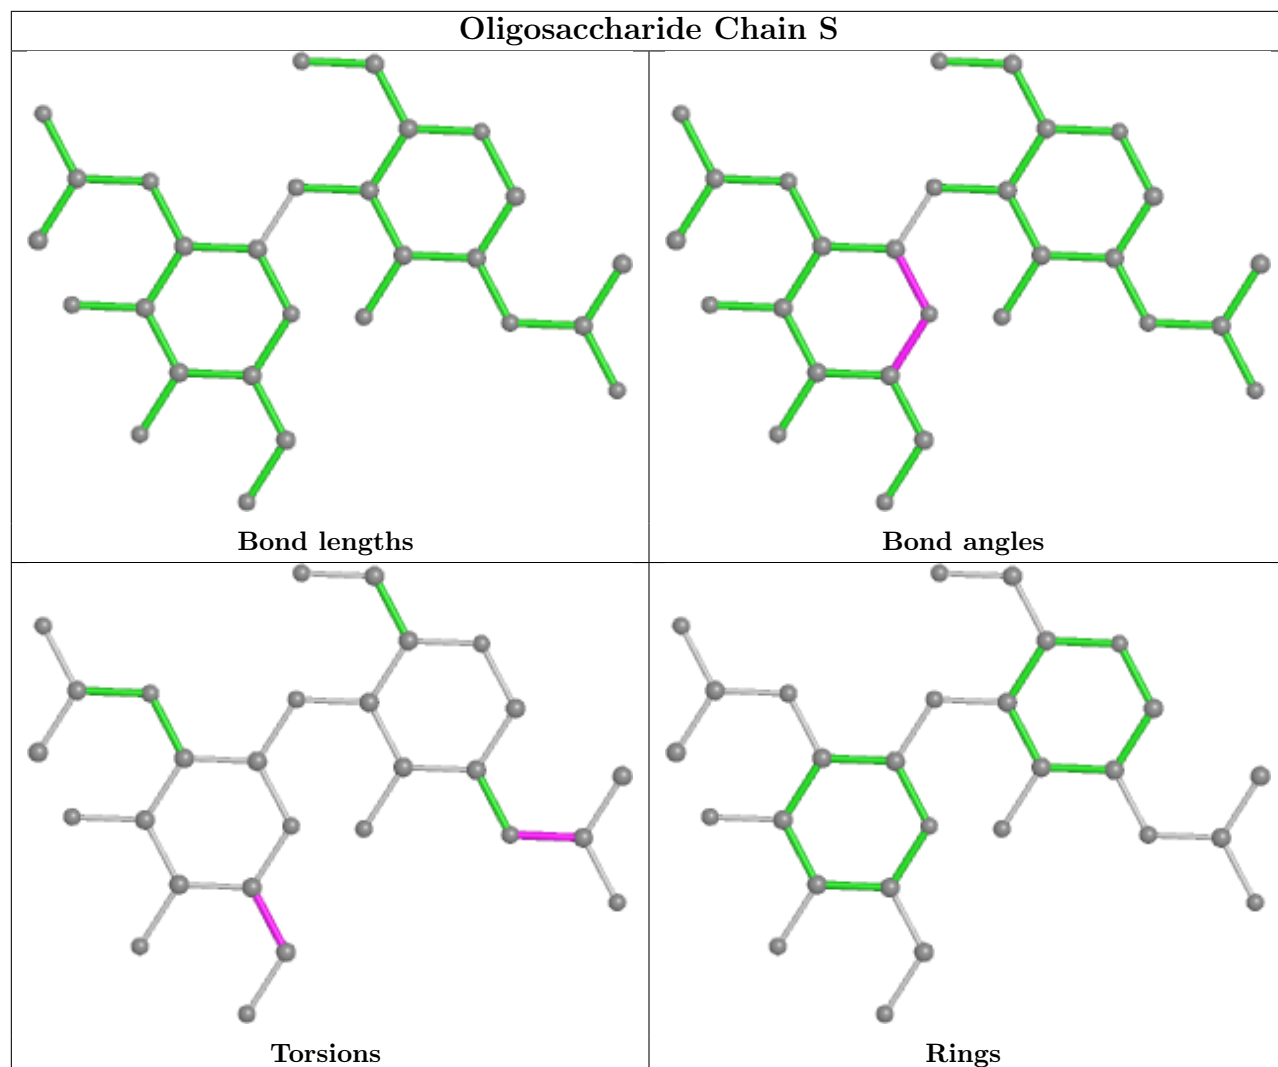 Oligosaccharide Chain S
Bond lengths
Bond angles
Torsions
Rings